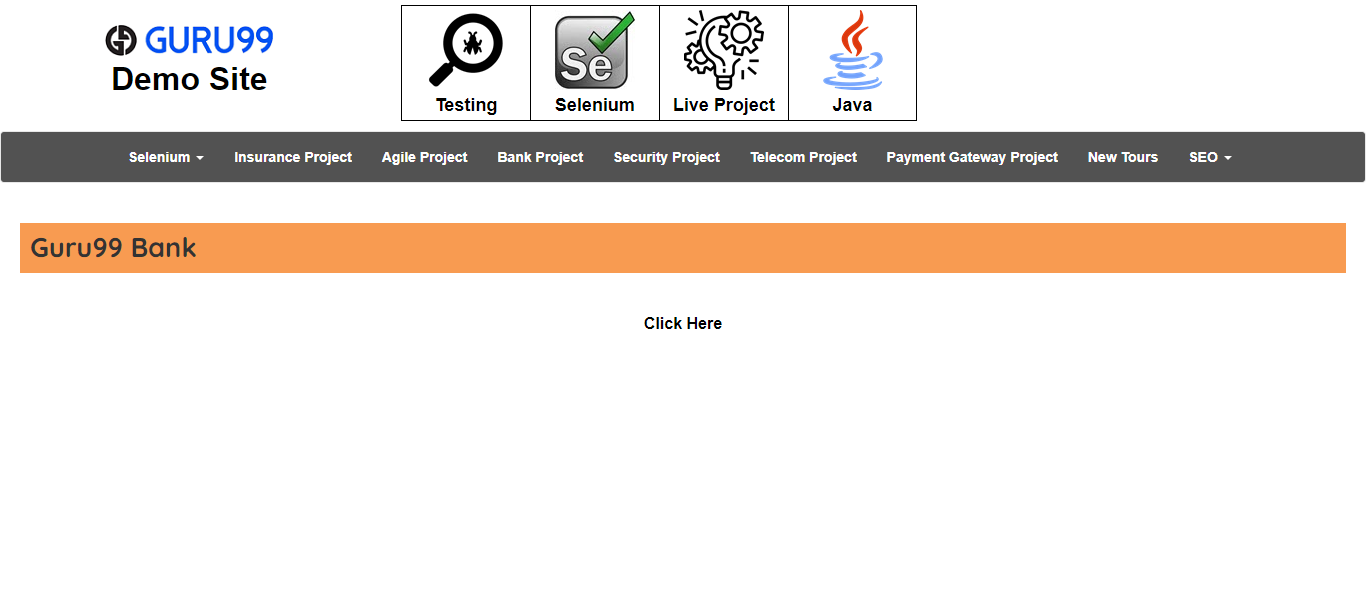 GURU99
Demo Site
Se
Testing Selenium Live Project Java
Selenium Insurance Project Agile Project Bank Project Security Project Telecom Project Payment Gateway Project New Tours SEO
Guru99 Bank
Click Here